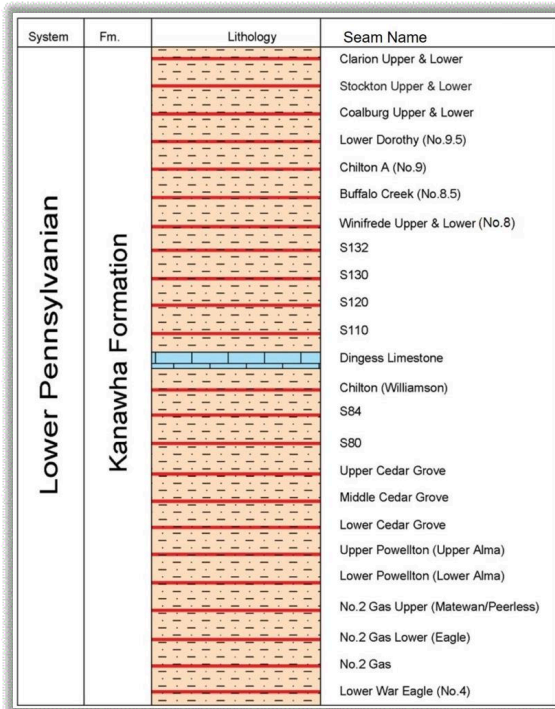 System Fm. Lithology Seam Name
Lower Pennsylvanian
Kanawha Formation
Clarion Upper & Lower
Stockton Upper & Lower
Coalburg Upper & Lower
Lower Dorothy (No.9.5)
Chilton A (No.9)
Buffalo Creek (No.8.5)
Winifrede Upper & Lower (No.8)
S132
S130
S120
S110
Dingess Limestone
Chilton (Williamson)
S84
S80
Upper Cedar Grove
Middle Cedar Grove
Lower Cedar Grove
Upper Powellton (Upper Alma)
Lower Powellton (Lower Alma)
No.2 Gas Upper (Matewan/Peerless)
No.2 Gas Lower (Eagle)
No.2 Gas
Lower War Eagle (No.4)